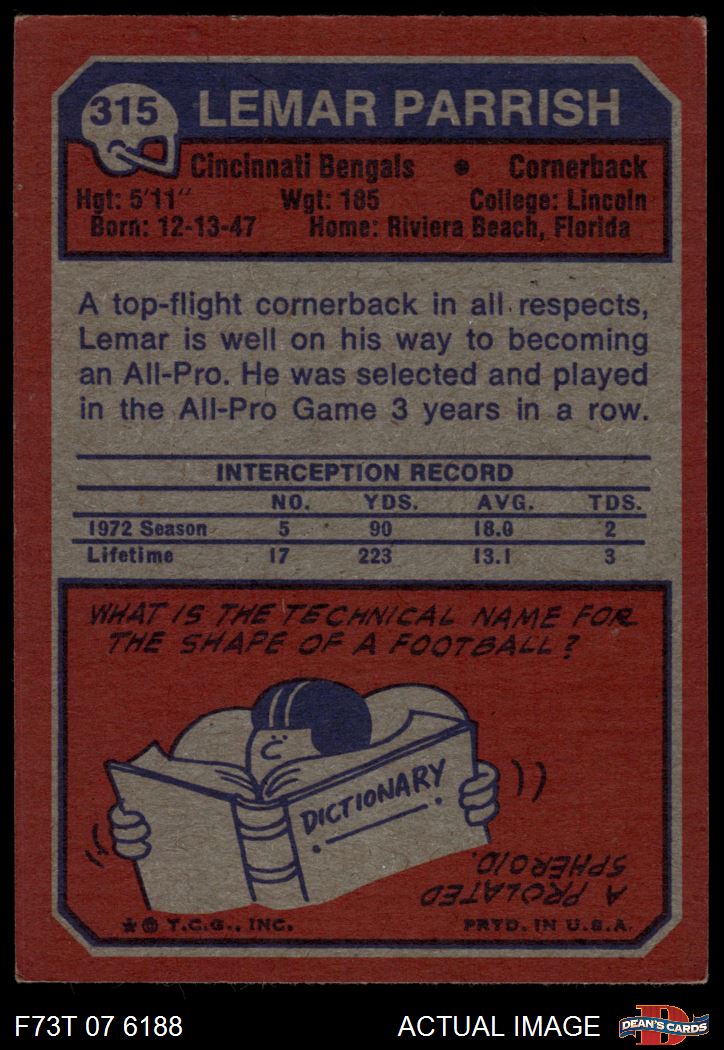 315 LEMAR PARRISH
Cincinnati Bengals • Cornerback
Hgt: 5'11" Wgt: 185 College: Lincoln
Born: 12-13-47 Home: Riviera Beach, Florida
A top-flight cornerback in all respects,
Lemar is well on his way to becoming
an All-Pro. He was selected and played
in the All-Pro Game 3 years in a row.
INTERCEPTION RECORD
NO. YDS. AVG. TDS.
1972 Season 5 90 18.0 2
Lifetime 17 223 13.1 3
WHAT IS THE TECHNICAL NAME FOR
THE SHAPE OF A FOOTBALL?
DICTIONARY
A PROLATED
SPHEROID.
★ © T.C.G., INC. PRTD. IN U.S.A.
F73T 07 6188 ACTUAL IMAGE D DEAN'S CARDS